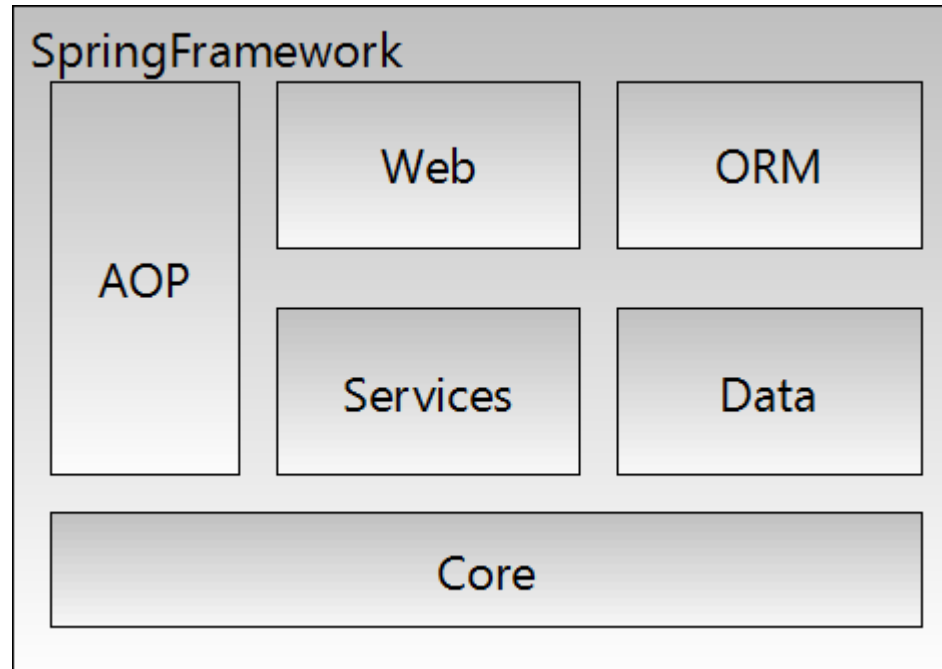 SpringFramework
AOP
Web
ORM
Services
Data
Core